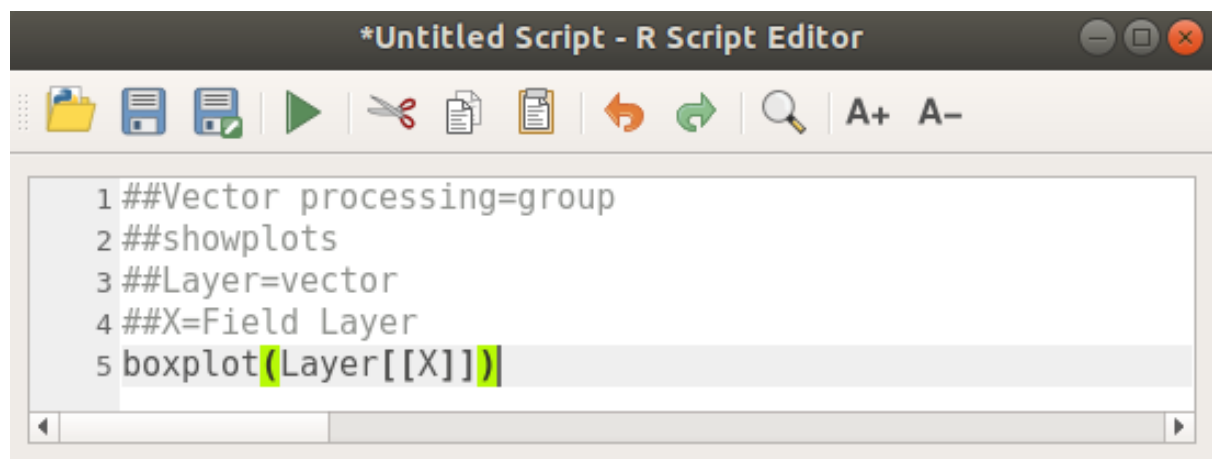 *Untitled Script - R Script Editor
A+ A-
1 ##Vector processing=group
2 ##showplots
3 ##Layer=vector
4 ##X=Field Layer
5 boxplot(Layer[[X]])